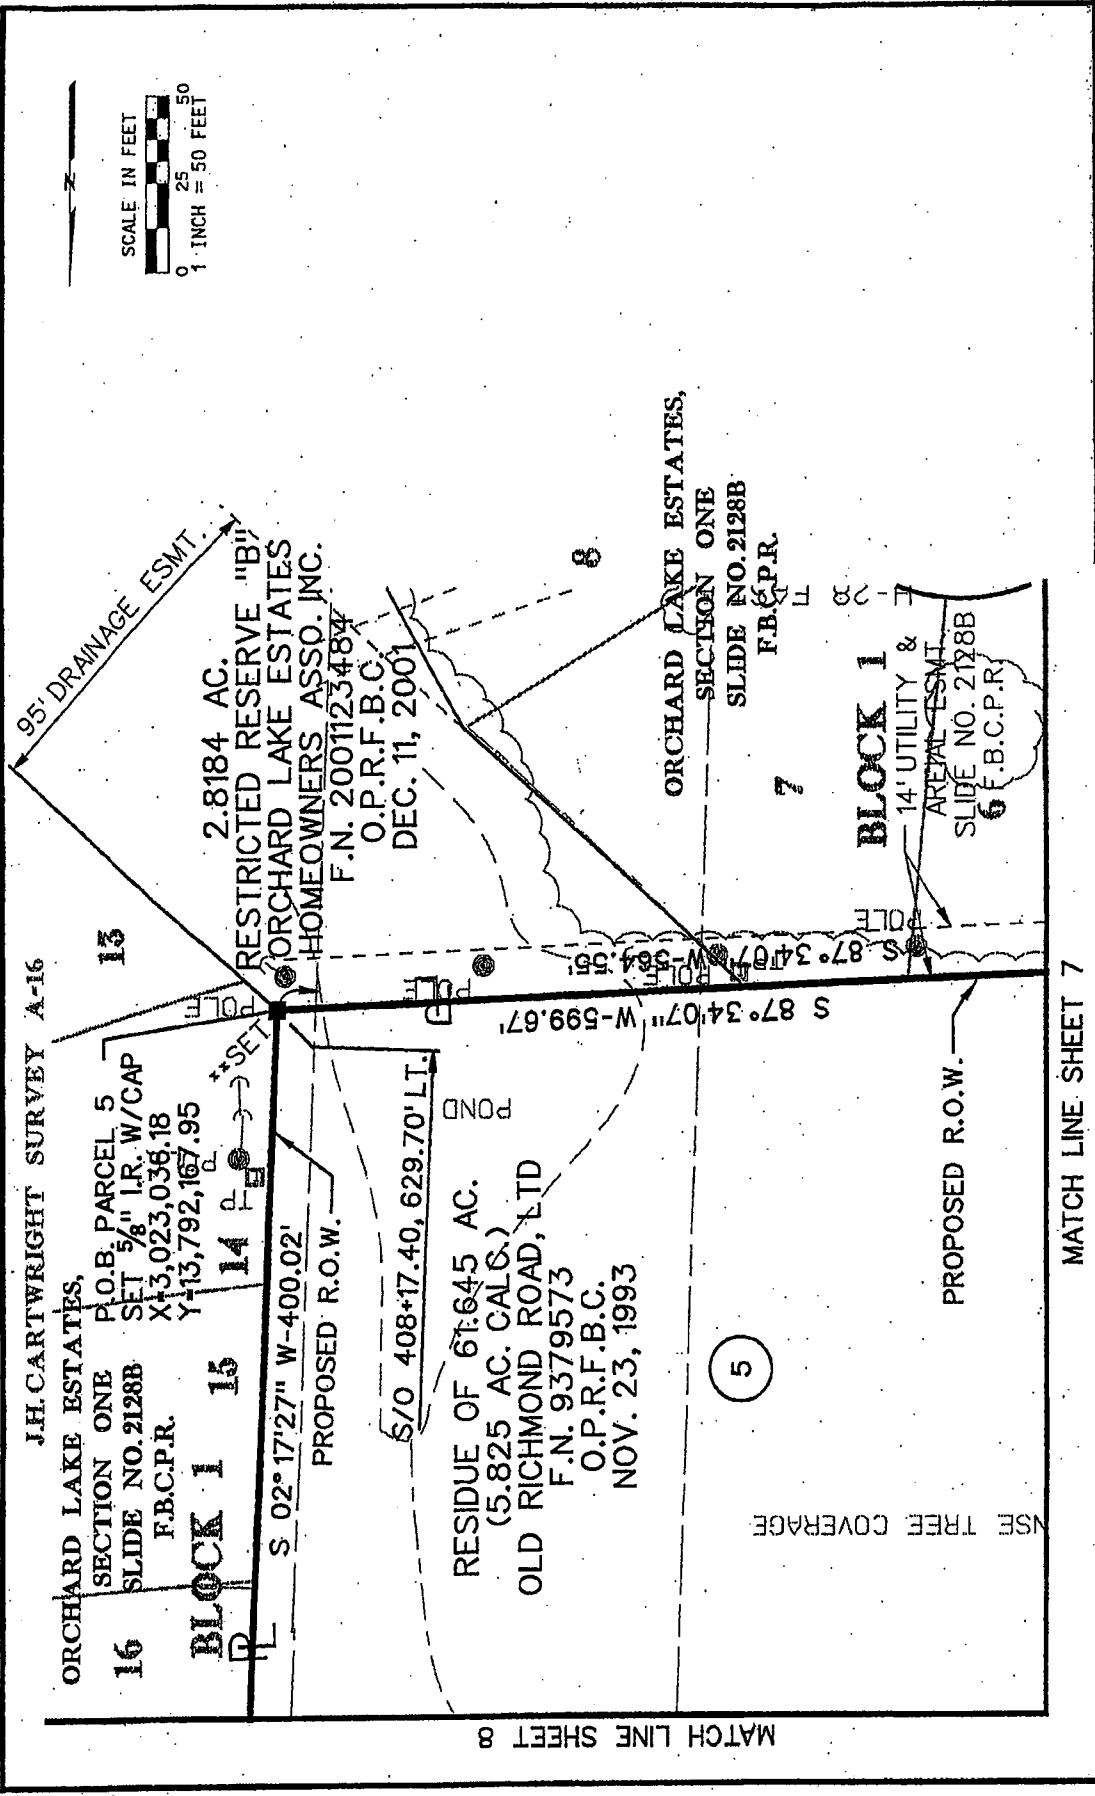 J.H. CARTWRIGHT SURVEY A-16
ORCHARD LAKE ESTATES,
SECTION ONE
SLIDE NO. 2128B
F.B.C.P.R.
16
BLOCK 1
15
14
13
P.O.B. PARCEL 5
SET 5/8" I.R. W/CAP
X=3,023,036.18
Y=13,792,167.95
TP
P
**SET
POLE
S 02°17'27" W-400.02'
PROPOSED R.O.W.
S/O 408+17.40, 629.70' LT.
POND
RESIDUE OF 61.645 AC.
(5.825 AC. CALC.)
OLD RICHMOND ROAD, LTD
F.N. 9379573
O.P.R.F.B.C.
NOV. 23, 1993
5
NSE TREE COVERAGE
MATCH LINE SHEET 8
95' DRAINAGE ESMT.
2.8184 AC.
RESTRICTED RESERVE "B"
ORCHARD LAKE ESTATES
HOMEOWNERS ASSO. INC.
F.N. 2001123484
O.P.R.F.B.C.
DEC. 11, 2001
POLE
POLE
S 87°34'07" W-599.67'
S 87°34'07" W-564.55'
POLE
8
ORCHARD LAKE ESTATES,
SECTION ONE
SLIDE NO. 2128B
F.B.C.P.R.
7
BLOCK 1
14' UTILITY &
AREIAL ESMT
SLIDE NO. 2128B
F.B.C.P.R.
6
PROPOSED R.O.W.
MATCH LINE SHEET 7
SCALE IN FEET
0 25 50
1 INCH = 50 FEET